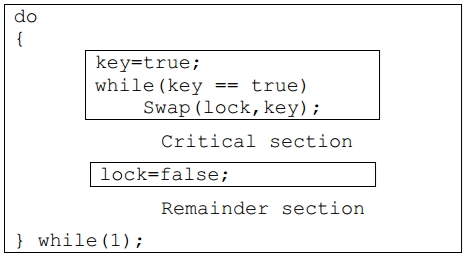 do
{
key=true;
while(key == true)
Swap(lock,key);
Critical section
lock=false;
Remainder section
} while(1);